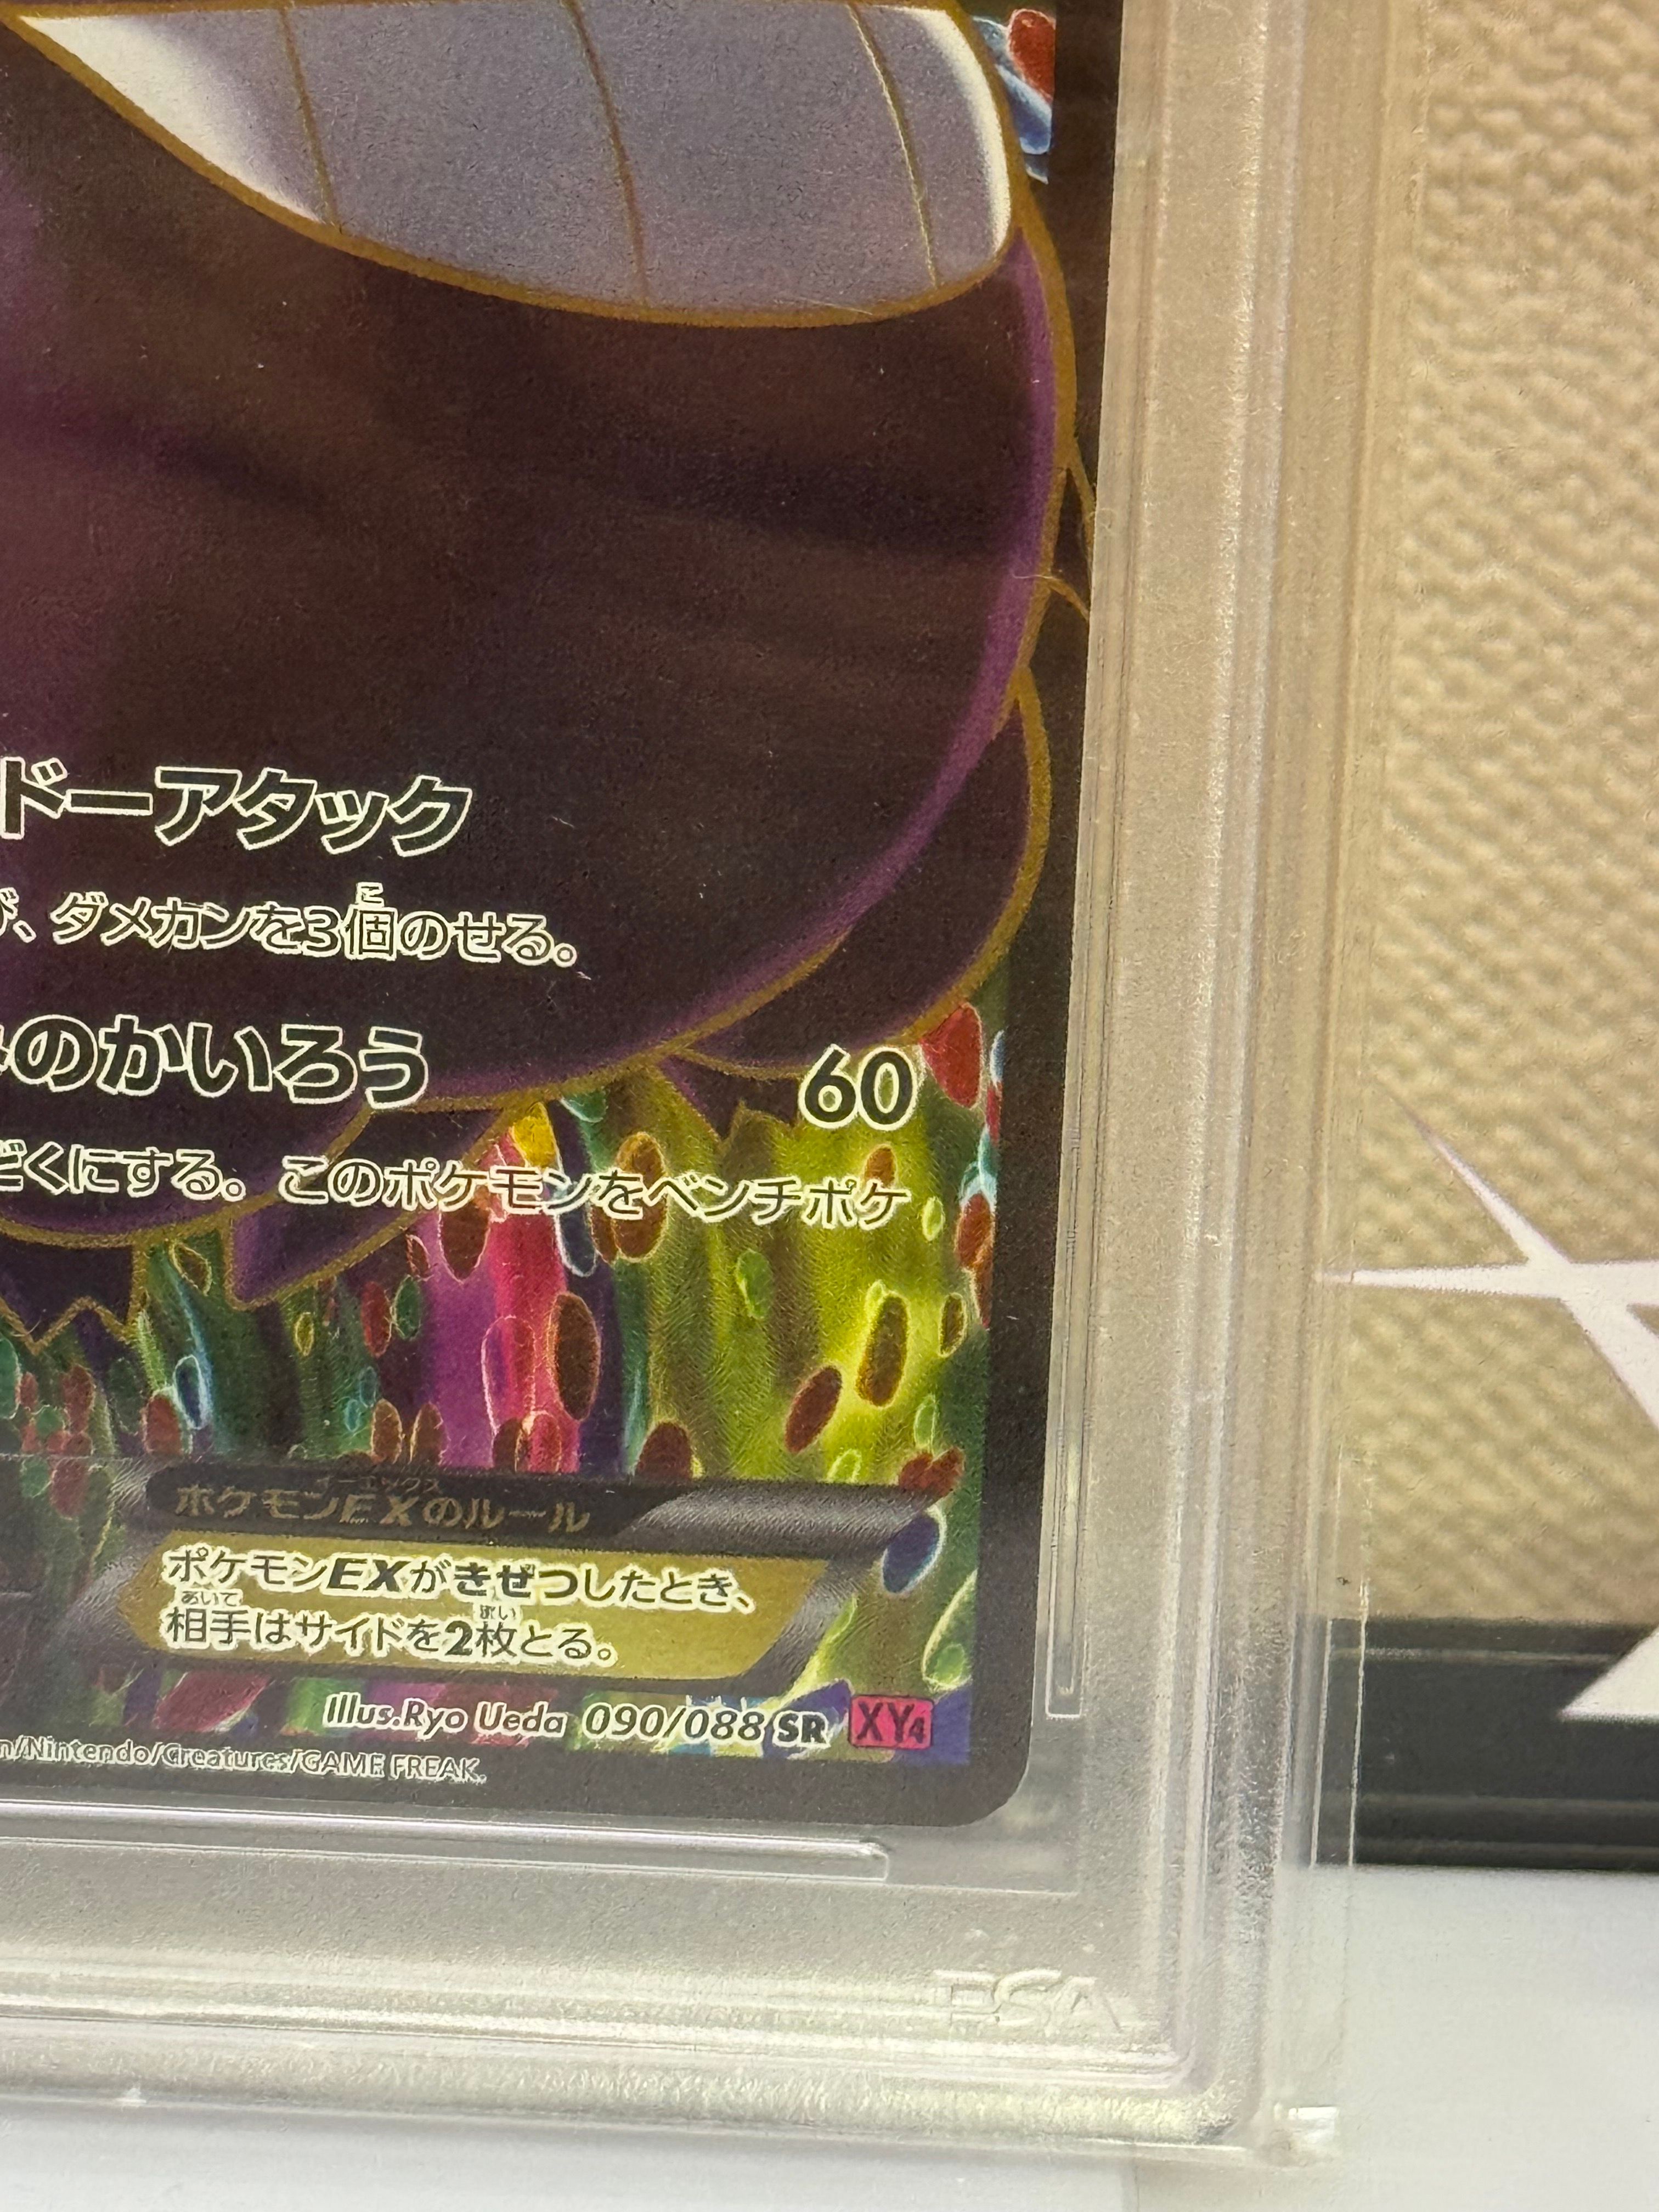 ドーアタック
こ
、ダメカンを3個のせる。
のかいろう 60
どくにする。このポケモンをベンチポケ
イーエックス
ポケモンEXのルール
ポケモンEXがきぜつしたとき、
あいて まい
相手はサイドを2枚とる。
Illus.Ryo Ueda 090/088 SR XY4
n/Nintendo/Creatures/GAME FREAK.
PSA